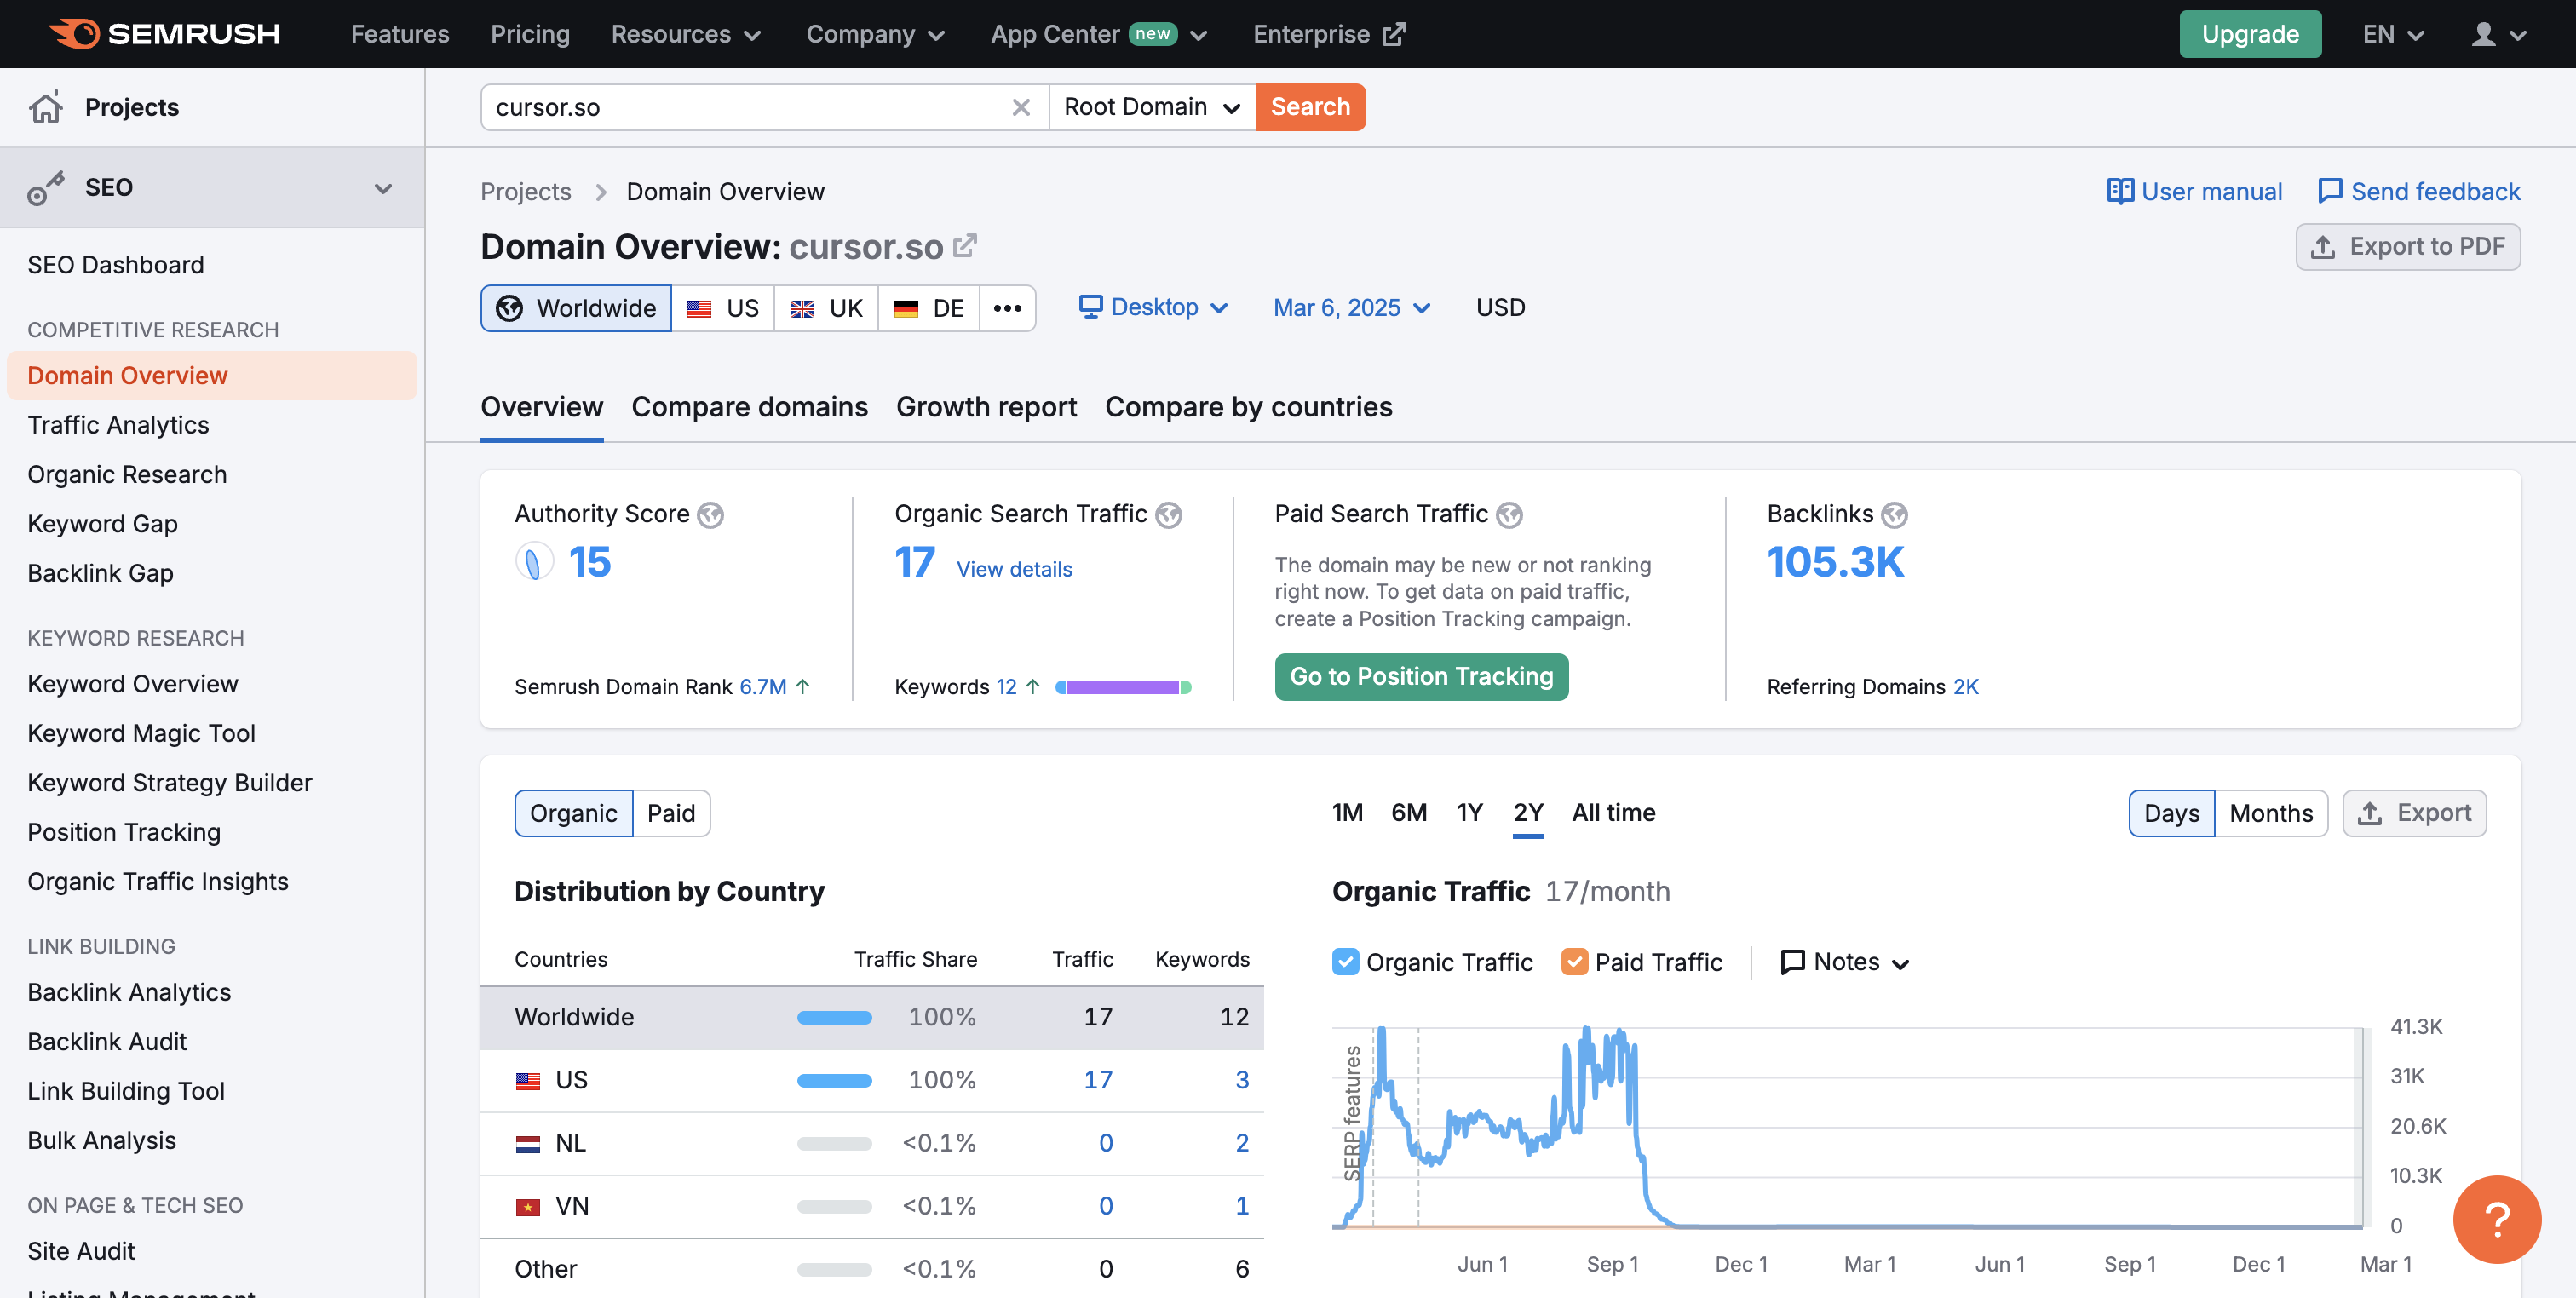 SEMRUSH
Features
Pricing
Resources
Company
App Center new
Enterprise
Upgrade
EN
Projects
SEO
SEO Dashboard
COMPETITIVE RESEARCH
Domain Overview
Traffic Analytics
Organic Research
Keyword Gap
Backlink Gap
KEYWORD RESEARCH
Keyword Overview
Keyword Magic Tool
Keyword Strategy Builder
Position Tracking
Organic Traffic Insights
LINK BUILDING
Backlink Analytics
Backlink Audit
Link Building Tool
Bulk Analysis
ON PAGE & TECH SEO
Site Audit
Listing Management
cursor.so
Root Domain
Search
Projects
Domain Overview
User manual
Send feedback
Domain Overview: cursor.so
Export to PDF
Worldwide
US
UK
DE
Desktop
Mar 6, 2025
USD
Overview
Compare domains
Growth report
Compare by countries
Authority Score
15
Semrush Domain Rank 6.7M ↑
Organic Search Traffic
17 View details
Keywords 12 ↑
Paid Search Traffic
The domain may be new or not ranking
right now. To get data on paid traffic,
create a Position Tracking campaign.
Go to Position Tracking
Backlinks
105.3K
Referring Domains 2K
Organic
Paid
Distribution by Country
Countries Traffic Share Traffic Keywords
Worldwide 100% 17 12
US 100% 17 3
NL <0.1% 0 2
VN <0.1% 0 1
Other <0.1% 0 6
1M 6M 1Y 2Y All time
Days
Months
Export
Organic Traffic 17/month
Organic Traffic
Paid Traffic
Notes
SERP features
41.3K
31K
20.6K
10.3K
0
Jun 1 Sep 1 Dec 1 Mar 1 Jun 1 Sep 1 Dec 1 Mar 1
?